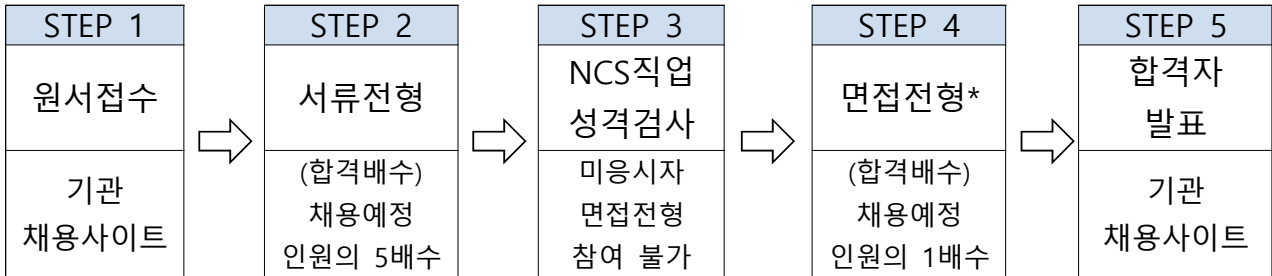 STEP 1
원서접수
기관
채용사이트
STEP 2
서류전형
(합격배수)
채용예정
인원의 5배수
STEP 3
NCS직업
성격검사
미응시자
면접전형
참여 불가
STEP 4
면접전형*
(합격배수)
채용예정
인원의 1배수
STEP 5
합격자
발표
기관
채용사이트